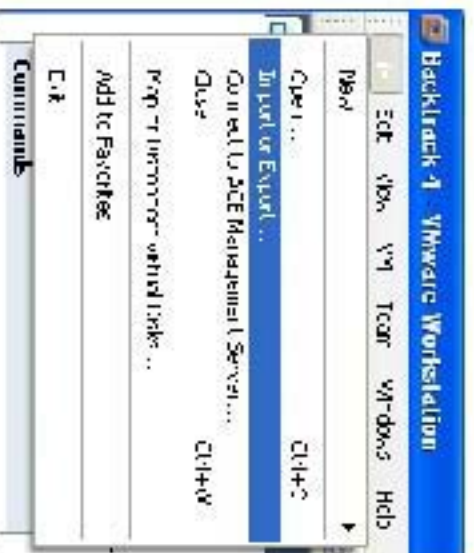 Backtrack 4 - VMware Workstation
Edit View VM Team Windows Help
New
Open... Ctrl+O
Import or Export...
Connect to ACE Management Server...
Close Ctrl+W
Map or Disconnect Virtual Disks...
Add to Favorites
Exit
Commands